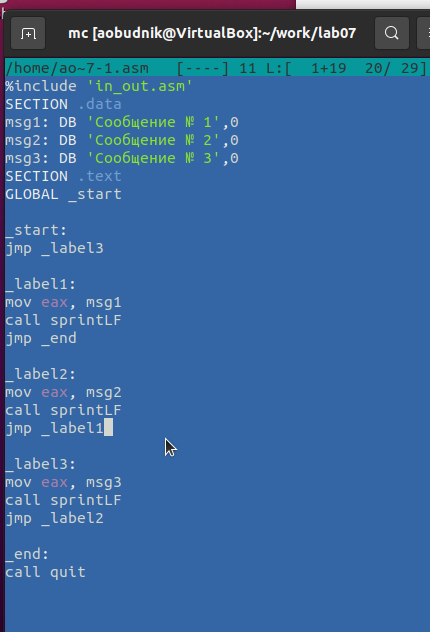 mc [aobudnik@VirtualBox]:~/work/lab07
/home/ao~7-1.asm   [----] 11 L:[  1+19  20/ 29]
%include 'in_out.asm'
SECTION .data
msg1: DB 'Сообщение № 1',0
msg2: DB 'Сообщение № 2',0
msg3: DB 'Сообщение № 3',0
SECTION .text
GLOBAL _start
_start:
jmp _label3
_label1:
mov eax, msg1
call sprintLF
jmp _end
_label2:
mov eax, msg2
call sprintLF
jmp _label1
_label3:
mov eax, msg3
call sprintLF
jmp _label2
_end:
call quit